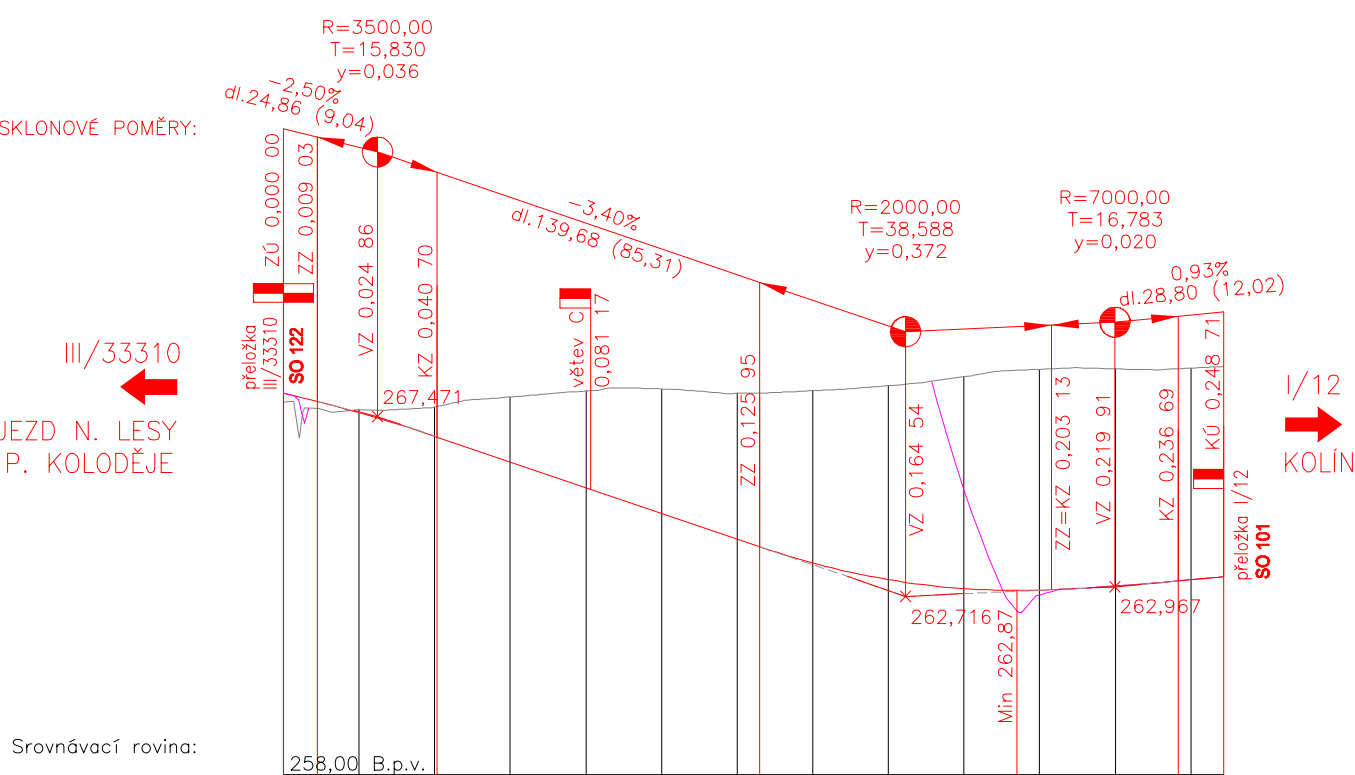 R=3500,00
T=15,830
y=0,036
-2,50%
dl.24,86 (9,04)
SKLONOVÉ POMĚRY:
ZÚ 0,000 00
ZZ 0,009 03
VZ 0,024 86
KZ 0,040 70
přeložka
III/33310
SO 122
-3,40%
dl.139,68 (85,31)
R=2000,00
T=38,588
y=0,372
R=7000,00
T=16,783
y=0,020
0,93%
dl.28,80 (12,02)
větev C
0,081 17
ZZ 0,125 95
VZ 0,164 54
ZZ=KZ 0,203 13
VZ 0,219 91
KZ 0,236 69
KÚ 0,248 71
přeložka I/12
SO 101
III/33310
JEZD N. LESY
P. KOLODĚJE
I/12
KOLÍN
267,471
262,716
Min 262,87
262,967
Srovnávací rovina:
258,00 B.p.v.